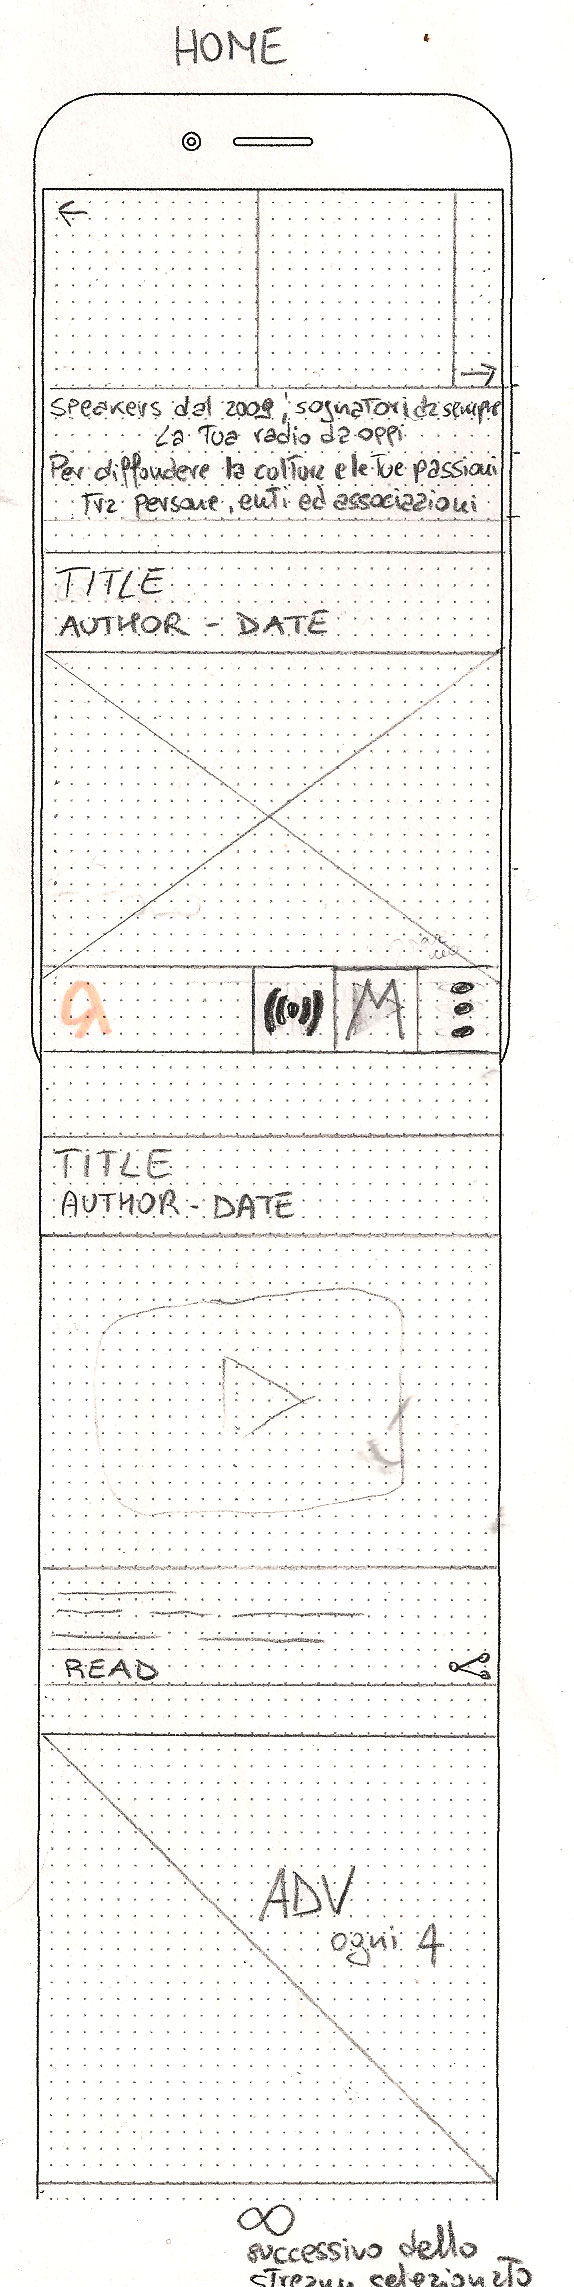 HOME
←
→
Speakers dal 2009, sognatori da sempre
La Tua radio da oggi
Per diffondere la cultura e le Tue passioni
Tra persone, enti ed associazioni
TITLE
AUTHOR - DATE
M
TITLE
AUTHOR - DATE
READ
ADV
ogni 4
∞
successivo dello
stream selezionato